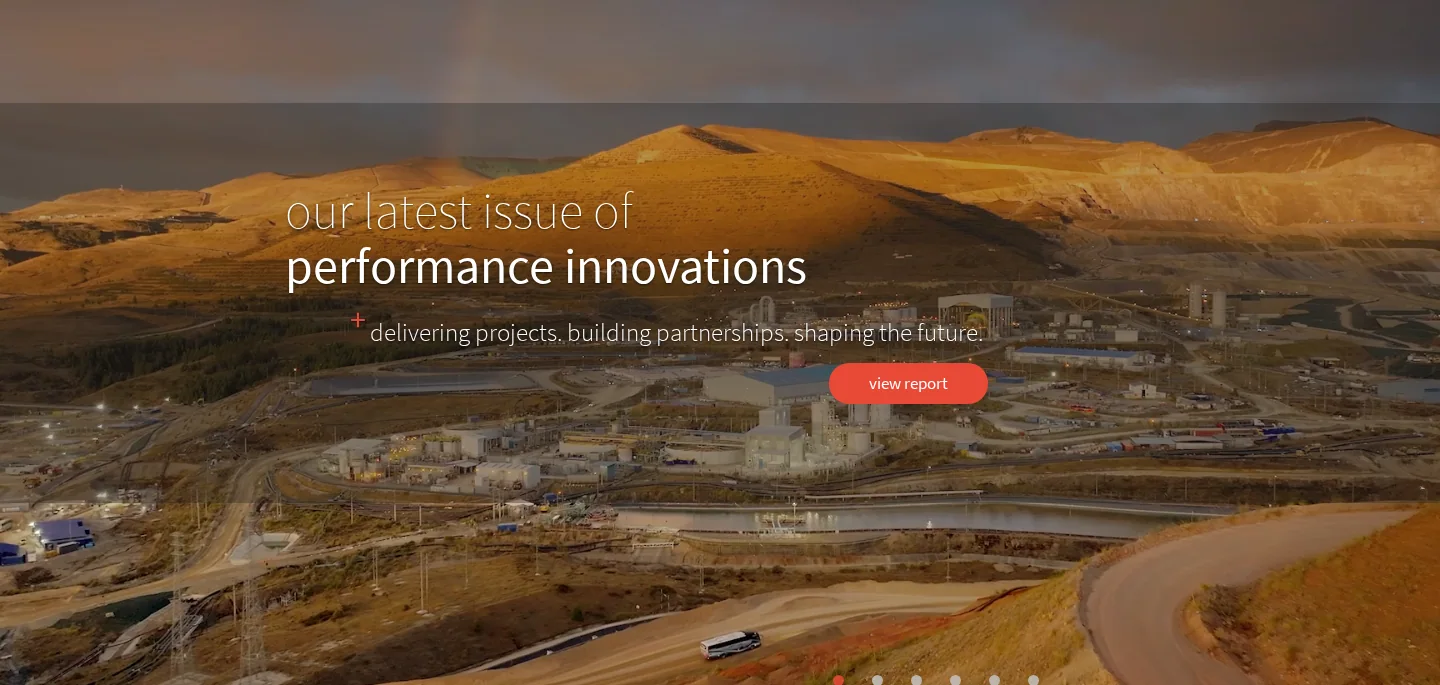 our latest issue of
performance innovations
+ delivering projects. building partnerships. shaping the future.
view report